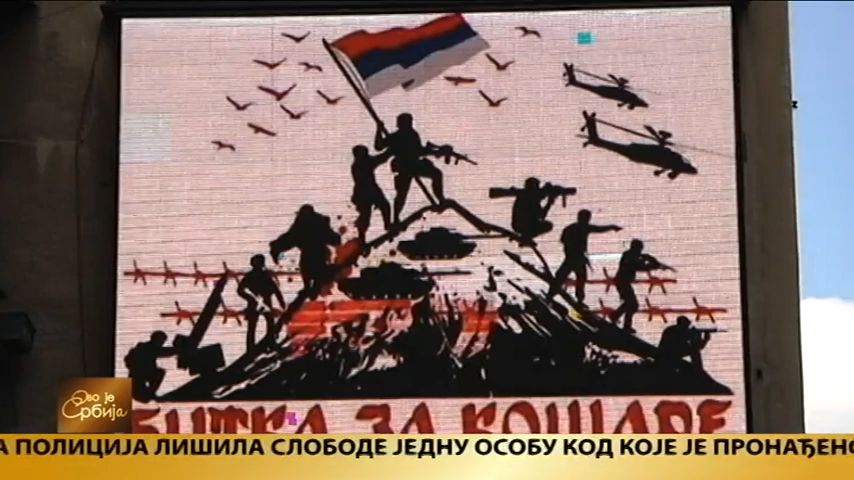 БИТКА ЗА КОШАРЕ
Ово је
Србија
А ПОЛИЦИЈА ЛИШИЛА СЛОБОДЕ ЈЕДНУ ОСОБУ КОД КОЈЕ ЈЕ ПРОНАЂЕНО